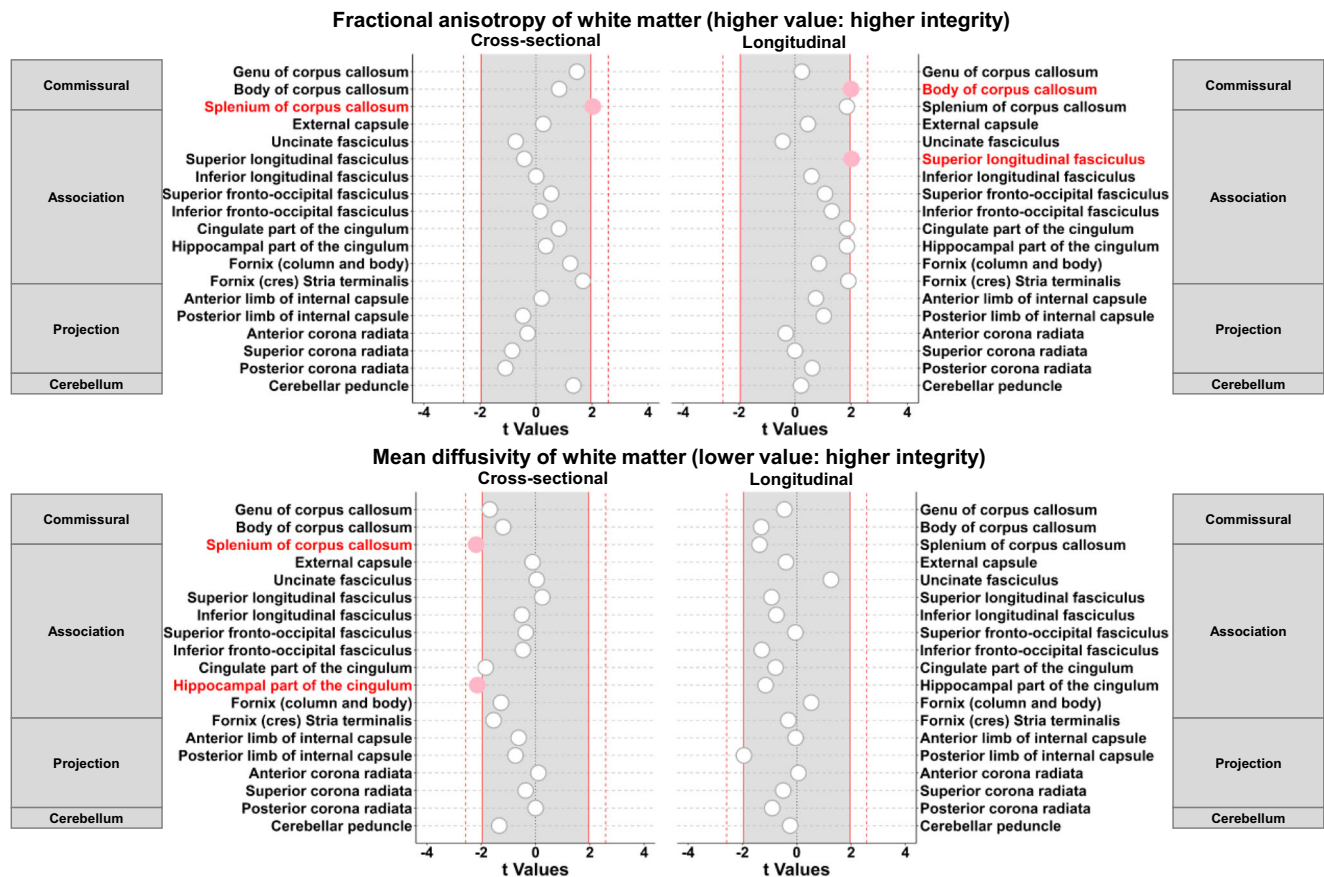 Fractional anisotropy of white matter (higher value: higher integrity)
Cross-sectional
Longitudinal
Commissural
Association
Projection
Cerebellum
Genu of corpus callosum
Body of corpus callosum
Splenium of corpus callosum
External capsule
Uncinate fasciculus
Superior longitudinal fasciculus
Inferior longitudinal fasciculus
Superior fronto-occipital fasciculus
Inferior fronto-occipital fasciculus
Cingulate part of the cingulum
Hippocampal part of the cingulum
Fornix (column and body)
Fornix (cres) Stria terminalis
Anterior limb of internal capsule
Posterior limb of internal capsule
Anterior corona radiata
Superior corona radiata
Posterior corona radiata
Cerebellar peduncle
-4 -2 0 2 4
t Values
Genu of corpus callosum
Body of corpus callosum
Splenium of corpus callosum
External capsule
Uncinate fasciculus
Superior longitudinal fasciculus
Inferior longitudinal fasciculus
Superior fronto-occipital fasciculus
Inferior fronto-occipital fasciculus
Cingulate part of the cingulum
Hippocampal part of the cingulum
Fornix (column and body)
Fornix (cres) Stria terminalis
Anterior limb of internal capsule
Posterior limb of internal capsule
Anterior corona radiata
Superior corona radiata
Posterior corona radiata
Cerebellar peduncle
-4 -2 0 2 4
t Values
Commissural
Association
Projection
Cerebellum
Mean diffusivity of white matter (lower value: higher integrity)
Cross-sectional
Longitudinal
Commissural
Association
Projection
Cerebellum
Genu of corpus callosum
Body of corpus callosum
Splenium of corpus callosum
External capsule
Uncinate fasciculus
Superior longitudinal fasciculus
Inferior longitudinal fasciculus
Superior fronto-occipital fasciculus
Inferior fronto-occipital fasciculus
Cingulate part of the cingulum
Hippocampal part of the cingulum
Fornix (column and body)
Fornix (cres) Stria terminalis
Anterior limb of internal capsule
Posterior limb of internal capsule
Anterior corona radiata
Superior corona radiata
Posterior corona radiata
Cerebellar peduncle
-4 -2 0 2 4
t Values
Genu of corpus callosum
Body of corpus callosum
Splenium of corpus callosum
External capsule
Uncinate fasciculus
Superior longitudinal fasciculus
Inferior longitudinal fasciculus
Superior fronto-occipital fasciculus
Inferior fronto-occipital fasciculus
Cingulate part of the cingulum
Hippocampal part of the cingulum
Fornix (column and body)
Fornix (cres) Stria terminalis
Anterior limb of internal capsule
Posterior limb of internal capsule
Anterior corona radiata
Superior corona radiata
Posterior corona radiata
Cerebellar peduncle
-4 -2 0 2 4
t Values
Commissural
Association
Projection
Cerebellum